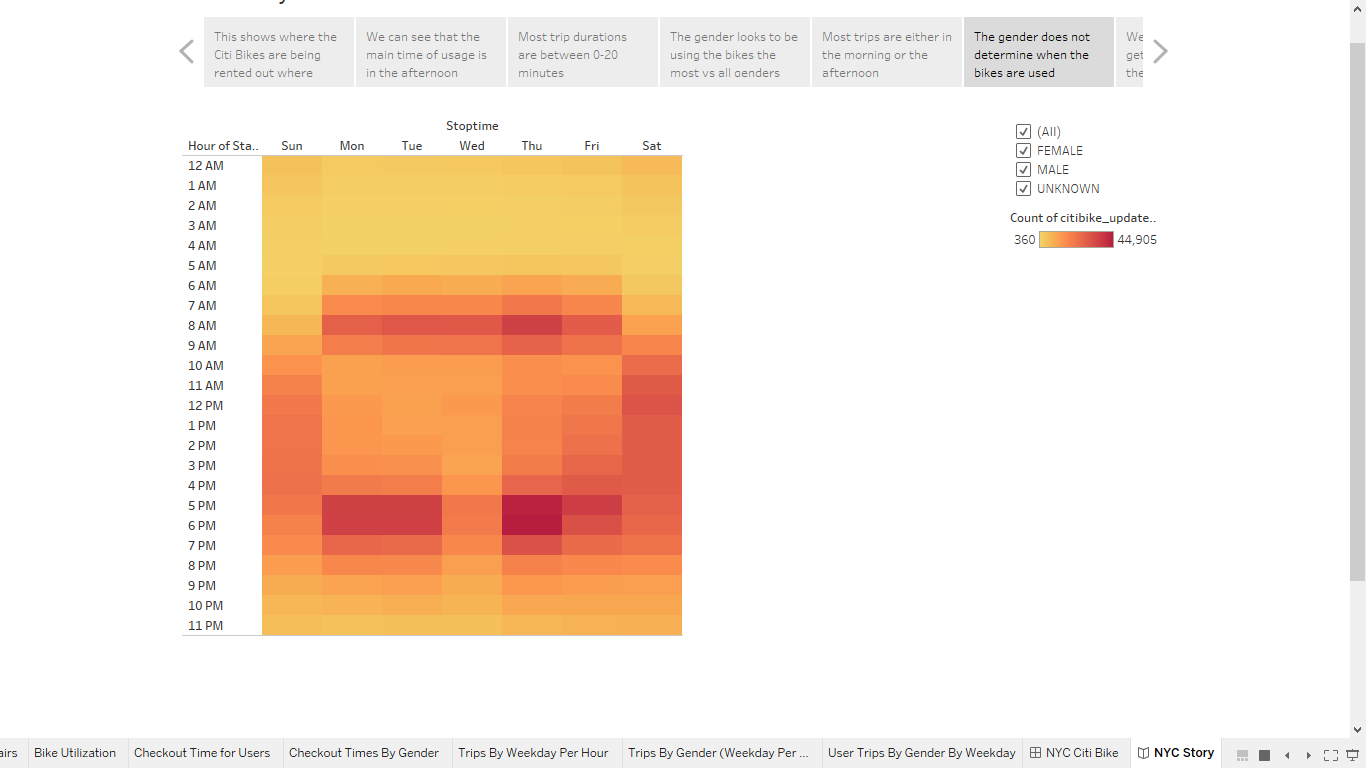 This shows where the
Citi Bikes are being
rented out where
We can see that the
main time of usage is
in the afternoon
Most trip durations
are between 0-20
minutes
The gender looks to be
using the bikes the
most vs all genders
Most trips are either in
the morning or the
afternoon
The gender does not
determine when the
bikes are used
We
get
the
Stoptime
Hour of Sta.. Sun Mon Tue Wed Thu Fri Sat
12 AM
1 AM
2 AM
3 AM
4 AM
5 AM
6 AM
7 AM
8 AM
9 AM
10 AM
11 AM
12 PM
1 PM
2 PM
3 PM
4 PM
5 PM
6 PM
7 PM
8 PM
9 PM
10 PM
11 PM
(All)
FEMALE
MALE
UNKNOWN
Count of citibike_update..
360 44,905
airs Bike Utilization Checkout Time for Users Checkout Times By Gender Trips By Weekday Per Hour Trips By Gender (Weekday Per ... User Trips By Gender By Weekday NYC Citi Bike NYC Story